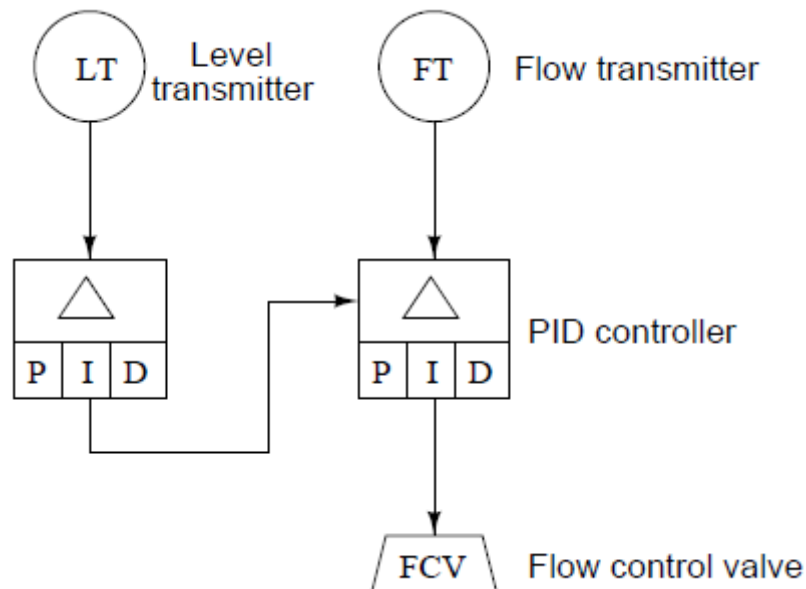 LT
Level
transmitter
FT
Flow transmitter
P I D
P I D
PID controller
FCV
Flow control valve